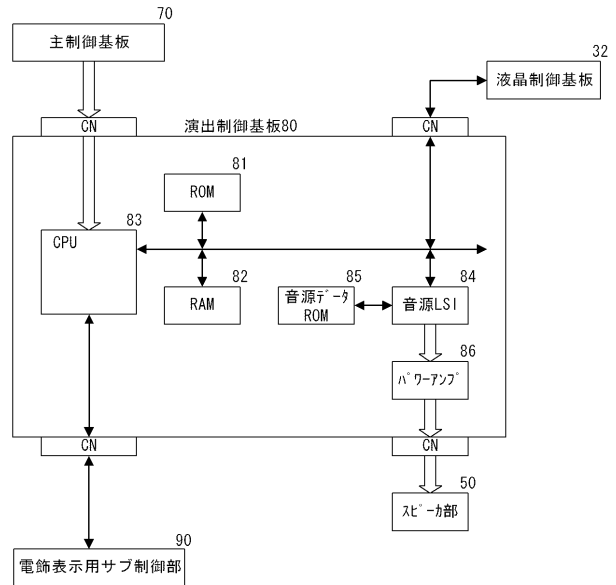 70
主制御基板
32
液晶制御基板
CN
演出制御基板80
CN
81
ROM
83
CPU
82
RAM
85
音源データ
ROM
84
音源LSI
86
パワーアンプ
CN
CN
50
スピーカ部
90
電飾表示用サブ制御部